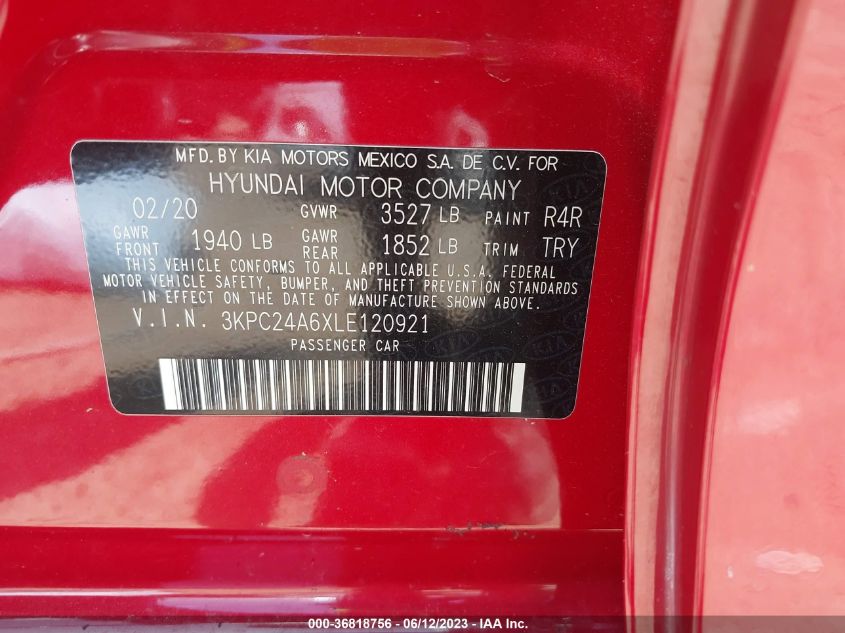 MFD. BY KIA MOTORS MEXICO S.A. DE C.V. FOR
HYUNDAI MOTOR COMPANY
02/20 GVWR 3527 LB PAINT R4R
GAWR FRONT 1940 LB GAWR REAR 1852 LB TRIM TRY
THIS VEHICLE CONFORMS TO ALL APPLICABLE U.S.A. FEDERAL
MOTOR VEHICLE SAFETY, BUMPER, AND THEFT PREVENTION STANDARDS
IN EFFECT ON THE DATE OF MANUFACTURE SHOWN ABOVE.
V.I.N. 3KPC24A6XLE120921
PASSENGER CAR
KIA
000-36818756 - 06/12/2023 - IAA Inc.